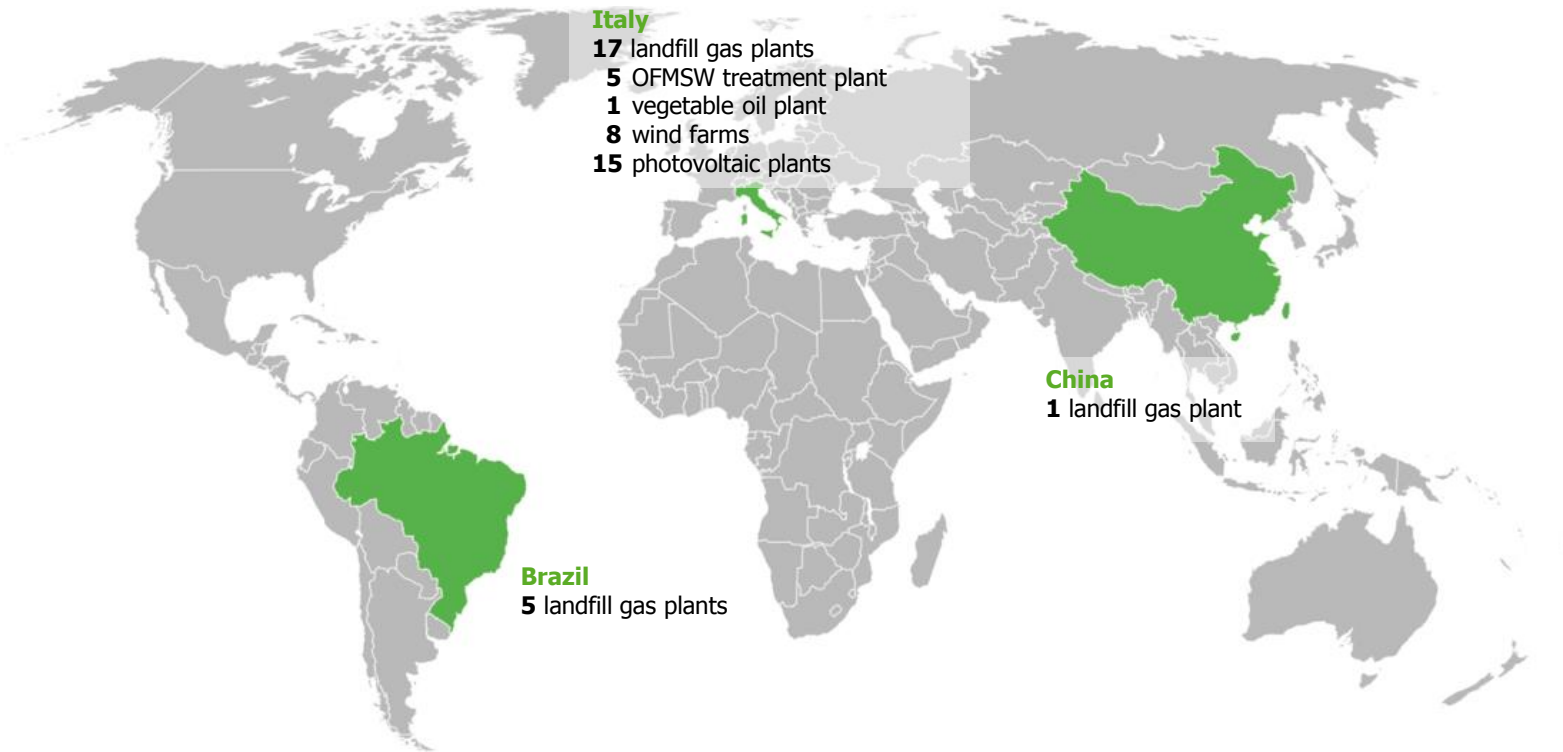 Italy
17 landfill gas plants
5 OFMSW treatment plant
1 vegetable oil plant
8 wind farms
15 photovoltaic plants
China
1 landfill gas plant
Brazil
5 landfill gas plants